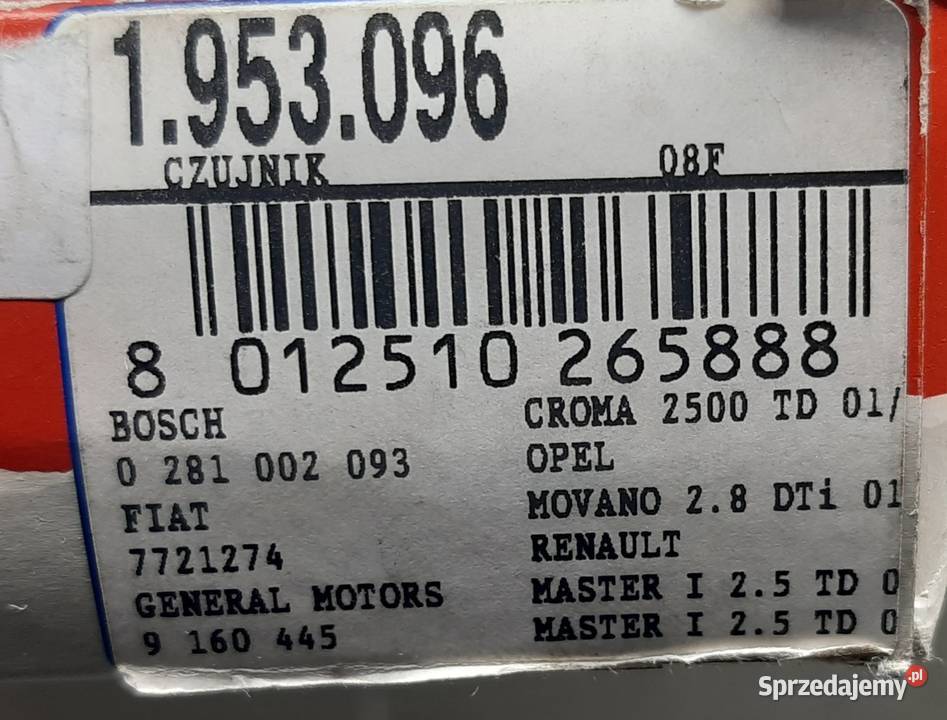 1.953.096
CZUJNIK 08F
8 012510 265888
BOSCH
0 281 002 093
FIAT
7721274
GENERAL MOTORS
9 160 445
CROMA 2500 TD 01/
OPEL
MOVANO 2.8 DTi 01
RENAULT
MASTER I 2.5 TD 0
MASTER I 2.5 TD 0
Sprzedajemy.pl